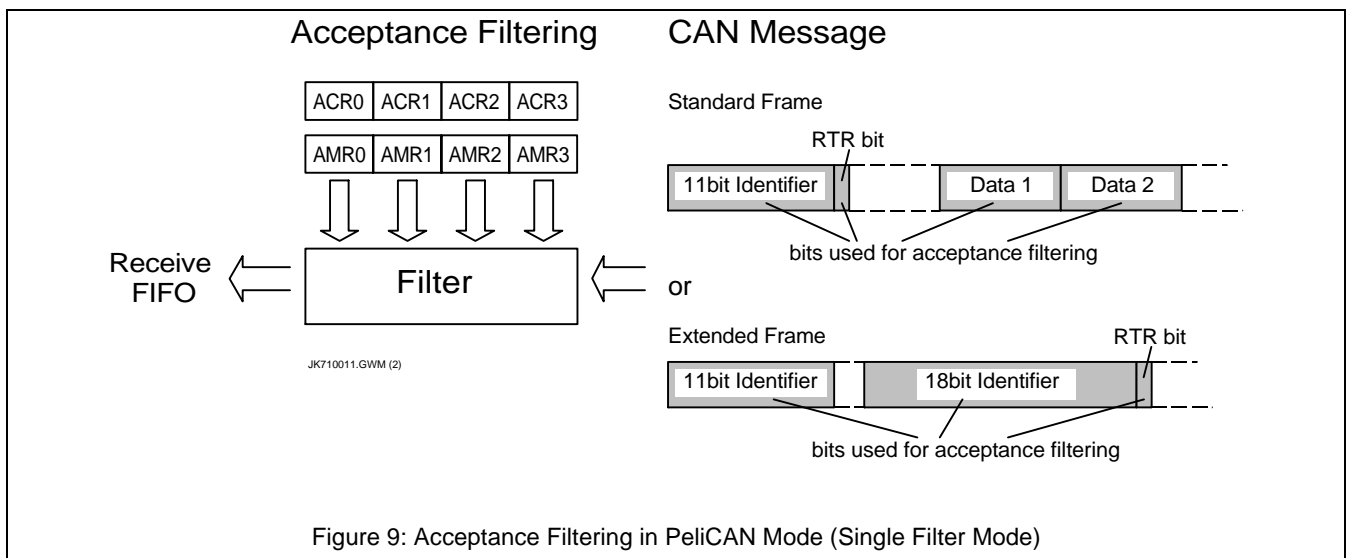 Acceptance Filtering
CAN Message
ACR0 ACR1 ACR2 ACR3
AMR0 AMR1 AMR2 AMR3
Filter
Receive
FIFO
JK710011.GWM (2)
Standard Frame
RTR bit
11bit Identifier
Data 1
Data 2
bits used for acceptance filtering
or
Extended Frame
RTR bit
11bit Identifier
18bit Identifier
bits used for acceptance filtering
Figure 9: Acceptance Filtering in PeliCAN Mode (Single Filter Mode)